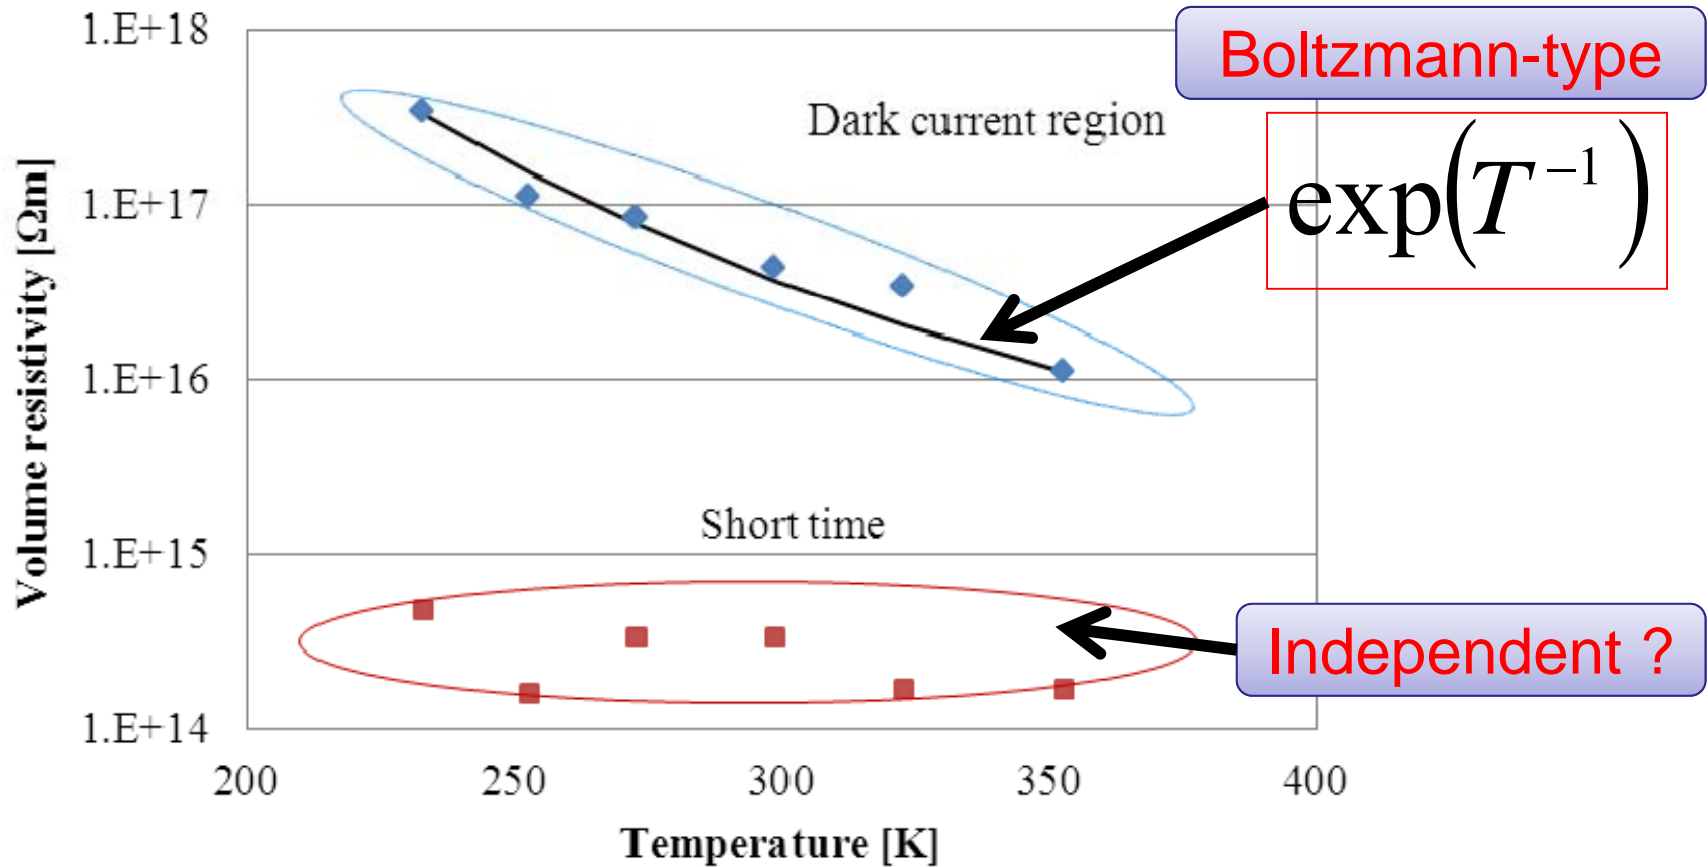 1.E+18
1.E+17
1.E+16
1.E+15
1.E+14
Volume resistivity [Ωm]
200 250 300 350 400
Temperature [K]
Dark current region
Short time
Boltzmann-type
exp(T⁻¹)
Independent ?